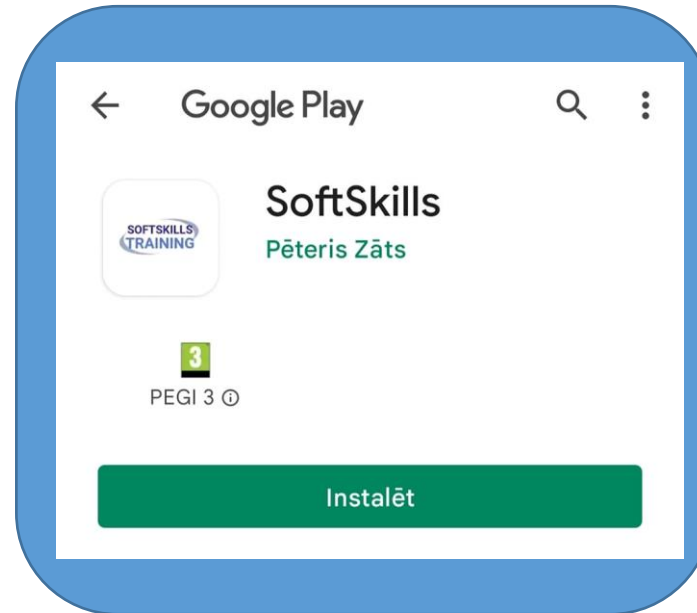 Google Play
SoftSkills
Pēteris Zāts
SOFTSKILLS
TRAINING
3
PEGI 3
Instalēt